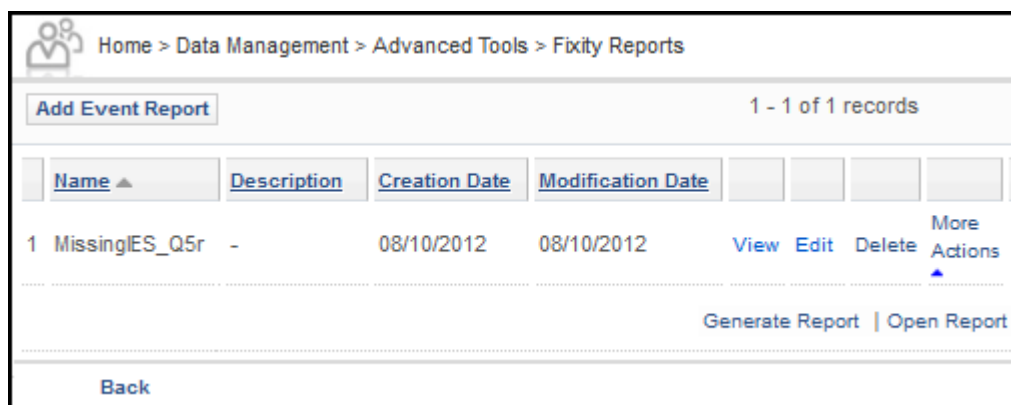 Home > Data Management > Advanced Tools > Fixity Reports
Add Event Report 1 - 1 of 1 records
Name Description Creation Date Modification Date
1 MissingIES_Q5r - 08/10/2012 08/10/2012 View Edit Delete More Actions
Generate Report | Open Report
Back